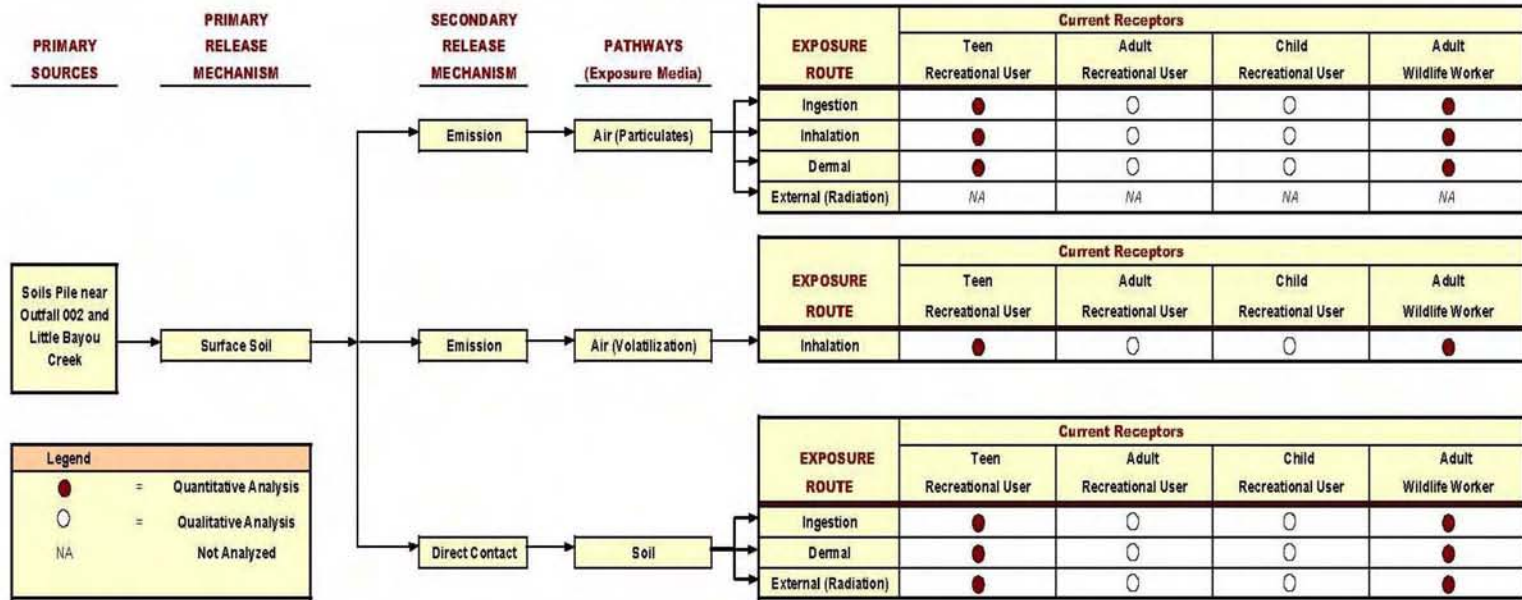 PRIMARY
SOURCES
PRIMARY
RELEASE
MECHANISM
SECONDARY
RELEASE
MECHANISM
PATHWAYS
(Exposure Media)
EXPOSURE
ROUTE
Current Receptors
Teen
Recreational User
Adult
Recreational User
Child
Recreational User
Adult
Wildlife Worker
Emission
Air (Particulates)
Ingestion
Inhalation
Dermal
External (Radiation) NA NA NA NA
Soils Pile near
Outfall 002 and
Little Bayou
Creek
Surface Soil
Emission
Air (Volatilization)
EXPOSURE
ROUTE
Current Receptors
Teen
Recreational User
Adult
Recreational User
Child
Recreational User
Adult
Wildlife Worker
Inhalation
Legend
= Quantitative Analysis
= Qualitative Analysis
NA Not Analyzed
Direct Contact
Soil
EXPOSURE
ROUTE
Current Receptors
Teen
Recreational User
Adult
Recreational User
Child
Recreational User
Adult
Wildlife Worker
Ingestion
Dermal
External (Radiation)